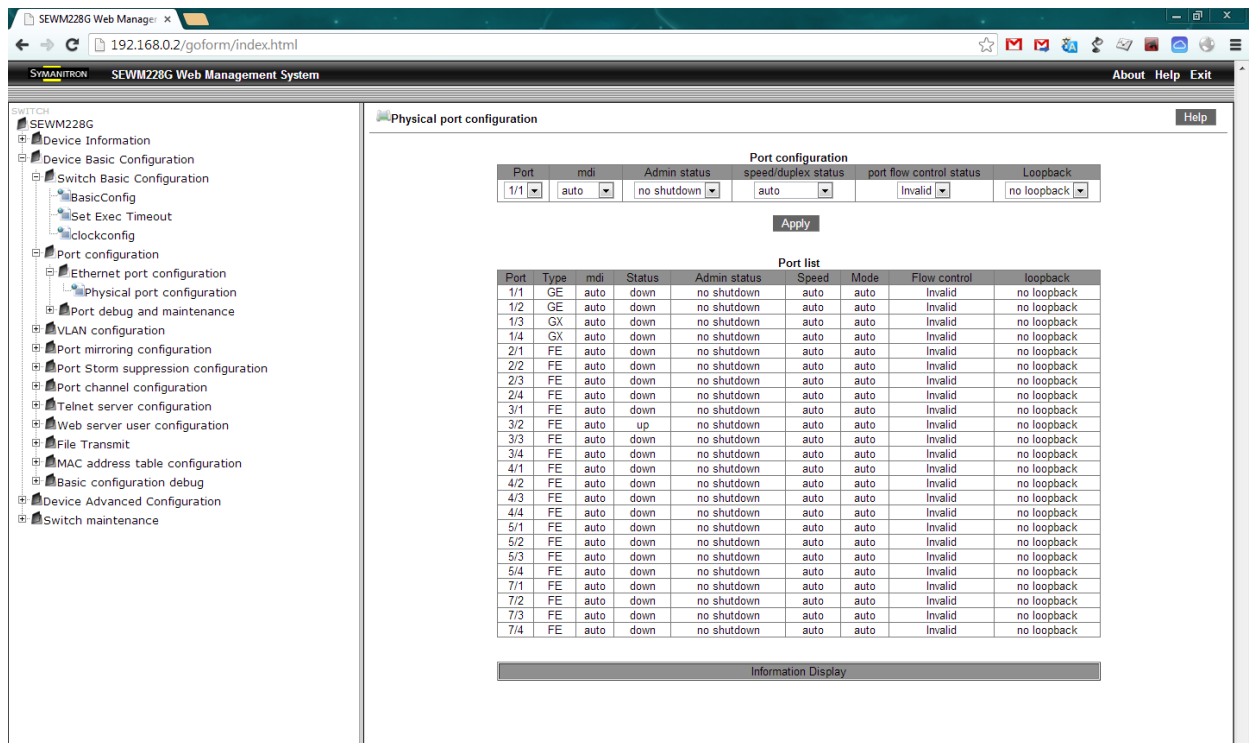 SEWM228G Web Manager
192.168.0.2/goform/index.html
SYMANITRON SEWM228G Web Management System About Help Exit
SWITCH
SEWM228G
Device Information
Device Basic Configuration
Switch Basic Configuration
BasicConfig
Set Exec Timeout
clockconfig
Port configuration
Ethernet port configuration
Physical port configuration
Port debug and maintenance
VLAN configuration
Port mirroring configuration
Port Storm suppression configuration
Port channel configuration
Telnet server configuration
Web server user configuration
File Transmit
MAC address table configuration
Basic configuration debug
Device Advanced Configuration
Switch maintenance
Physical port configuration Help
Port configuration
Port mdi Admin status speed/duplex status port flow control status Loopback
1/1 auto no shutdown auto Invalid no loopback
Apply
Port list
Port Type mdi Status Admin status Speed Mode Flow control loopback
1/1 GE auto down no shutdown auto auto Invalid no loopback
1/2 GE auto down no shutdown auto auto Invalid no loopback
1/3 GX auto down no shutdown auto auto Invalid no loopback
1/4 GX auto down no shutdown auto auto Invalid no loopback
2/1 FE auto down no shutdown auto auto Invalid no loopback
2/2 FE auto down no shutdown auto auto Invalid no loopback
2/3 FE auto down no shutdown auto auto Invalid no loopback
2/4 FE auto down no shutdown auto auto Invalid no loopback
3/1 FE auto down no shutdown auto auto Invalid no loopback
3/2 FE auto up no shutdown auto auto Invalid no loopback
3/3 FE auto down no shutdown auto auto Invalid no loopback
3/4 FE auto down no shutdown auto auto Invalid no loopback
4/1 FE auto down no shutdown auto auto Invalid no loopback
4/2 FE auto down no shutdown auto auto Invalid no loopback
4/3 FE auto down no shutdown auto auto Invalid no loopback
4/4 FE auto down no shutdown auto auto Invalid no loopback
5/1 FE auto down no shutdown auto auto Invalid no loopback
5/2 FE auto down no shutdown auto auto Invalid no loopback
5/3 FE auto down no shutdown auto auto Invalid no loopback
5/4 FE auto down no shutdown auto auto Invalid no loopback
7/1 FE auto down no shutdown auto auto Invalid no loopback
7/2 FE auto down no shutdown auto auto Invalid no loopback
7/3 FE auto down no shutdown auto auto Invalid no loopback
7/4 FE auto down no shutdown auto auto Invalid no loopback
Information Display